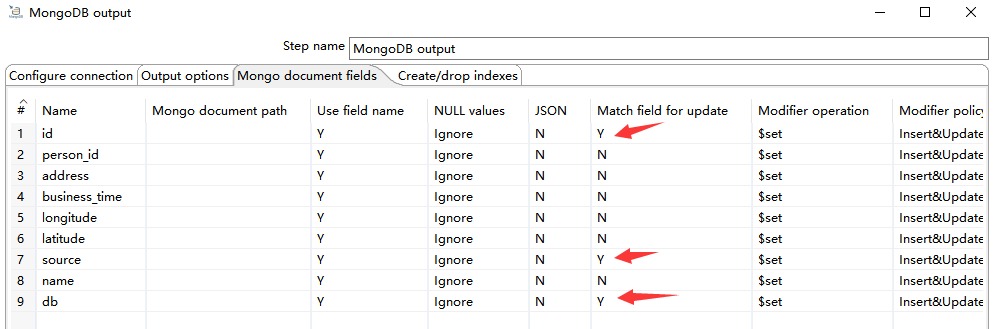 MongoDB output
Step name MongoDB output
Configure connection Output options Mongo document fields Create/drop indexes
# Name Mongo document path Use field name NULL values JSON Match field for update Modifier operation Modifier policy
1 id Y Ignore N Y $set Insert&Update
2 person_id Y Ignore N N $set Insert&Update
3 address Y Ignore N N $set Insert&Update
4 business_time Y Ignore N N $set Insert&Update
5 longitude Y Ignore N N $set Insert&Update
6 latitude Y Ignore N N $set Insert&Update
7 source Y Ignore N Y $set Insert&Update
8 name Y Ignore N N $set Insert&Update
9 db Y Ignore N Y $set Insert&Update